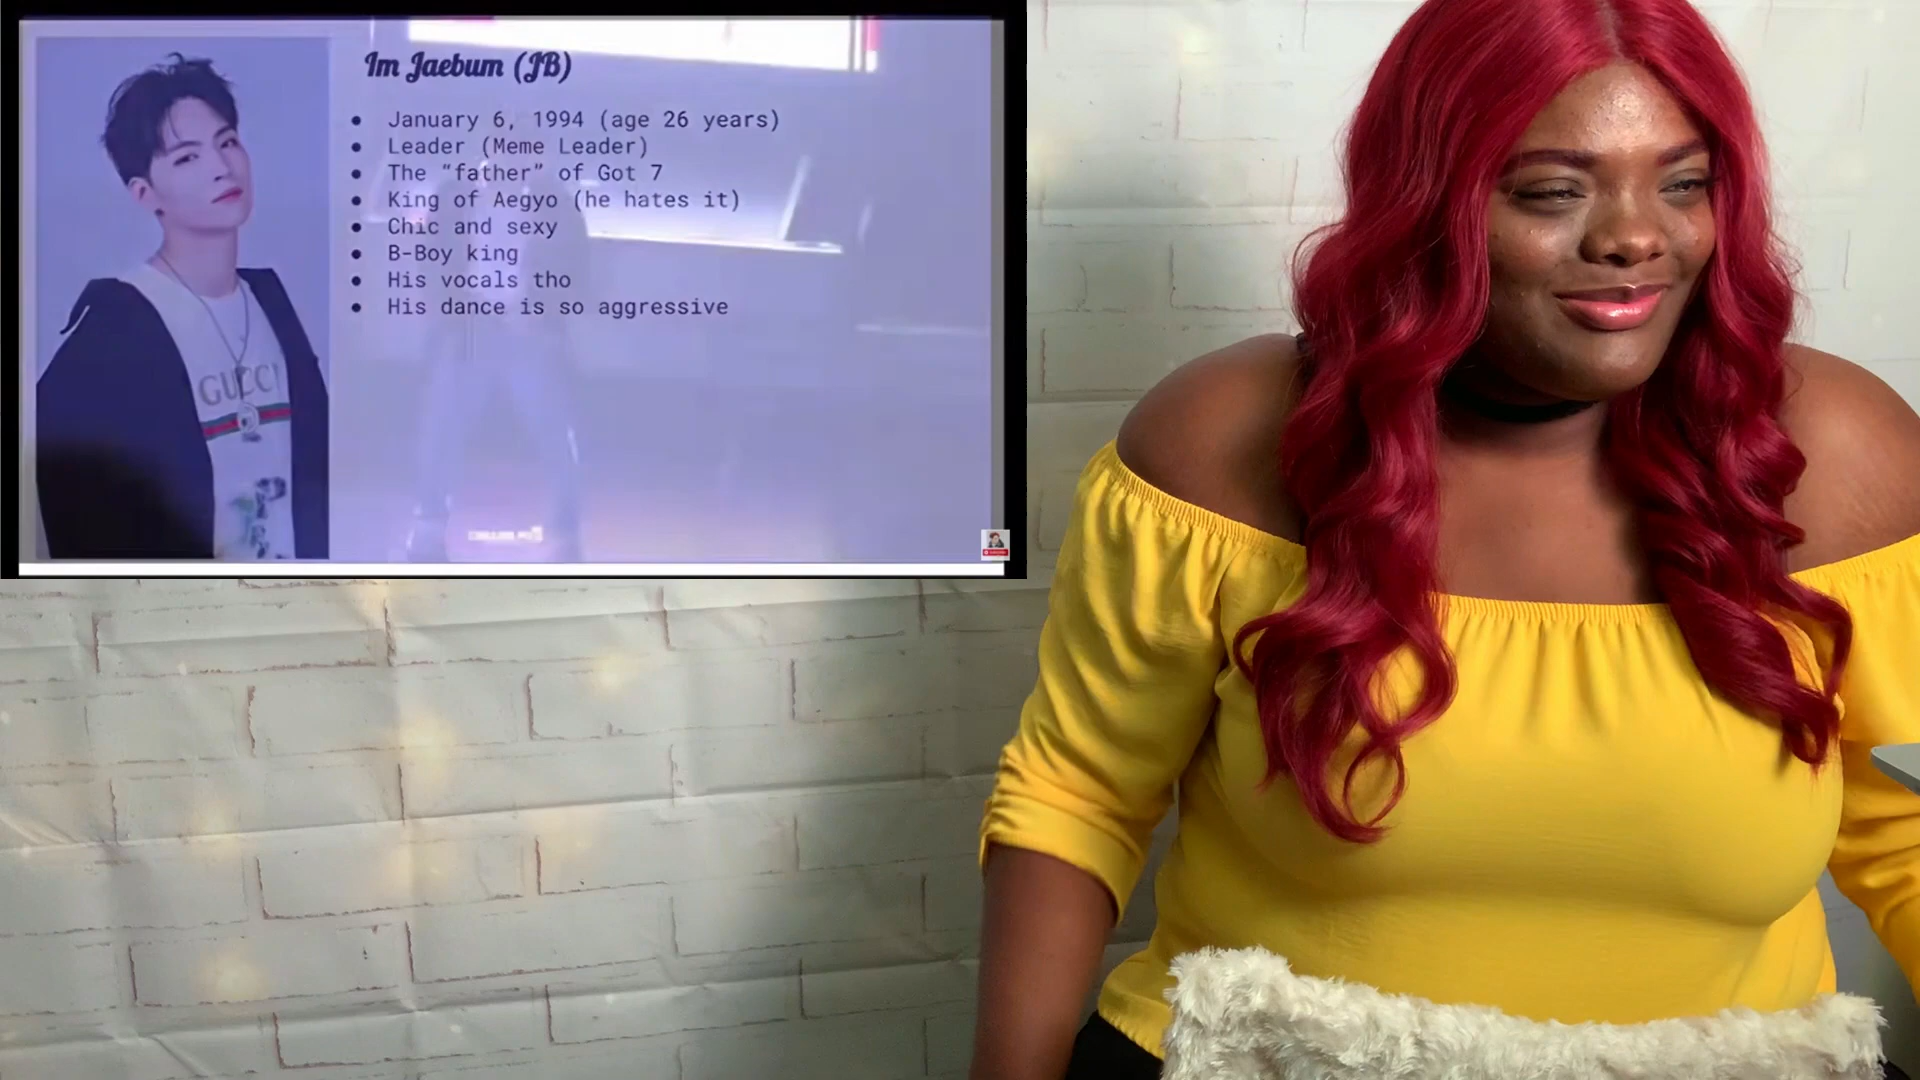 Im Jaebum (JB)
● January 6, 1994 (age 26 years)
● Leader (Meme Leader)
● The “father” of Got 7
● King of Aegyo (he hates it)
● Chic and sexy
● B-Boy king
● His vocals tho
● His dance is so aggressive
GUCCI